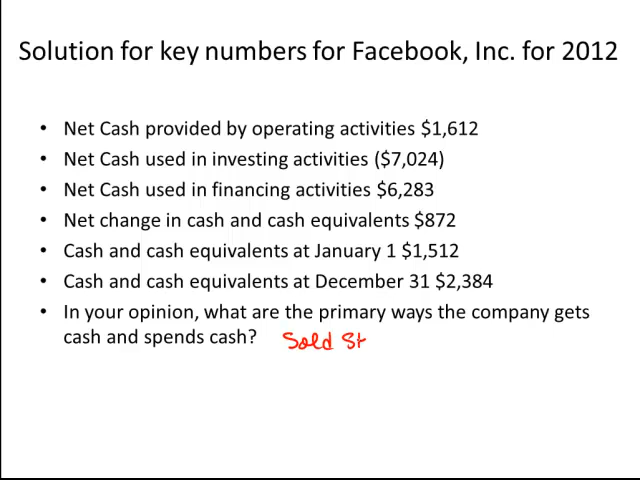 Solution for key numbers for Facebook, Inc. for 2012
• Net Cash provided by operating activities $1,612
• Net Cash used in investing activities ($7,024)
• Net Cash used in financing activities $6,283
• Net change in cash and cash equivalents $872
• Cash and cash equivalents at January 1 $1,512
• Cash and cash equivalents at December 31 $2,384
• In your opinion, what are the primary ways the company gets
cash and spends cash? Sold St